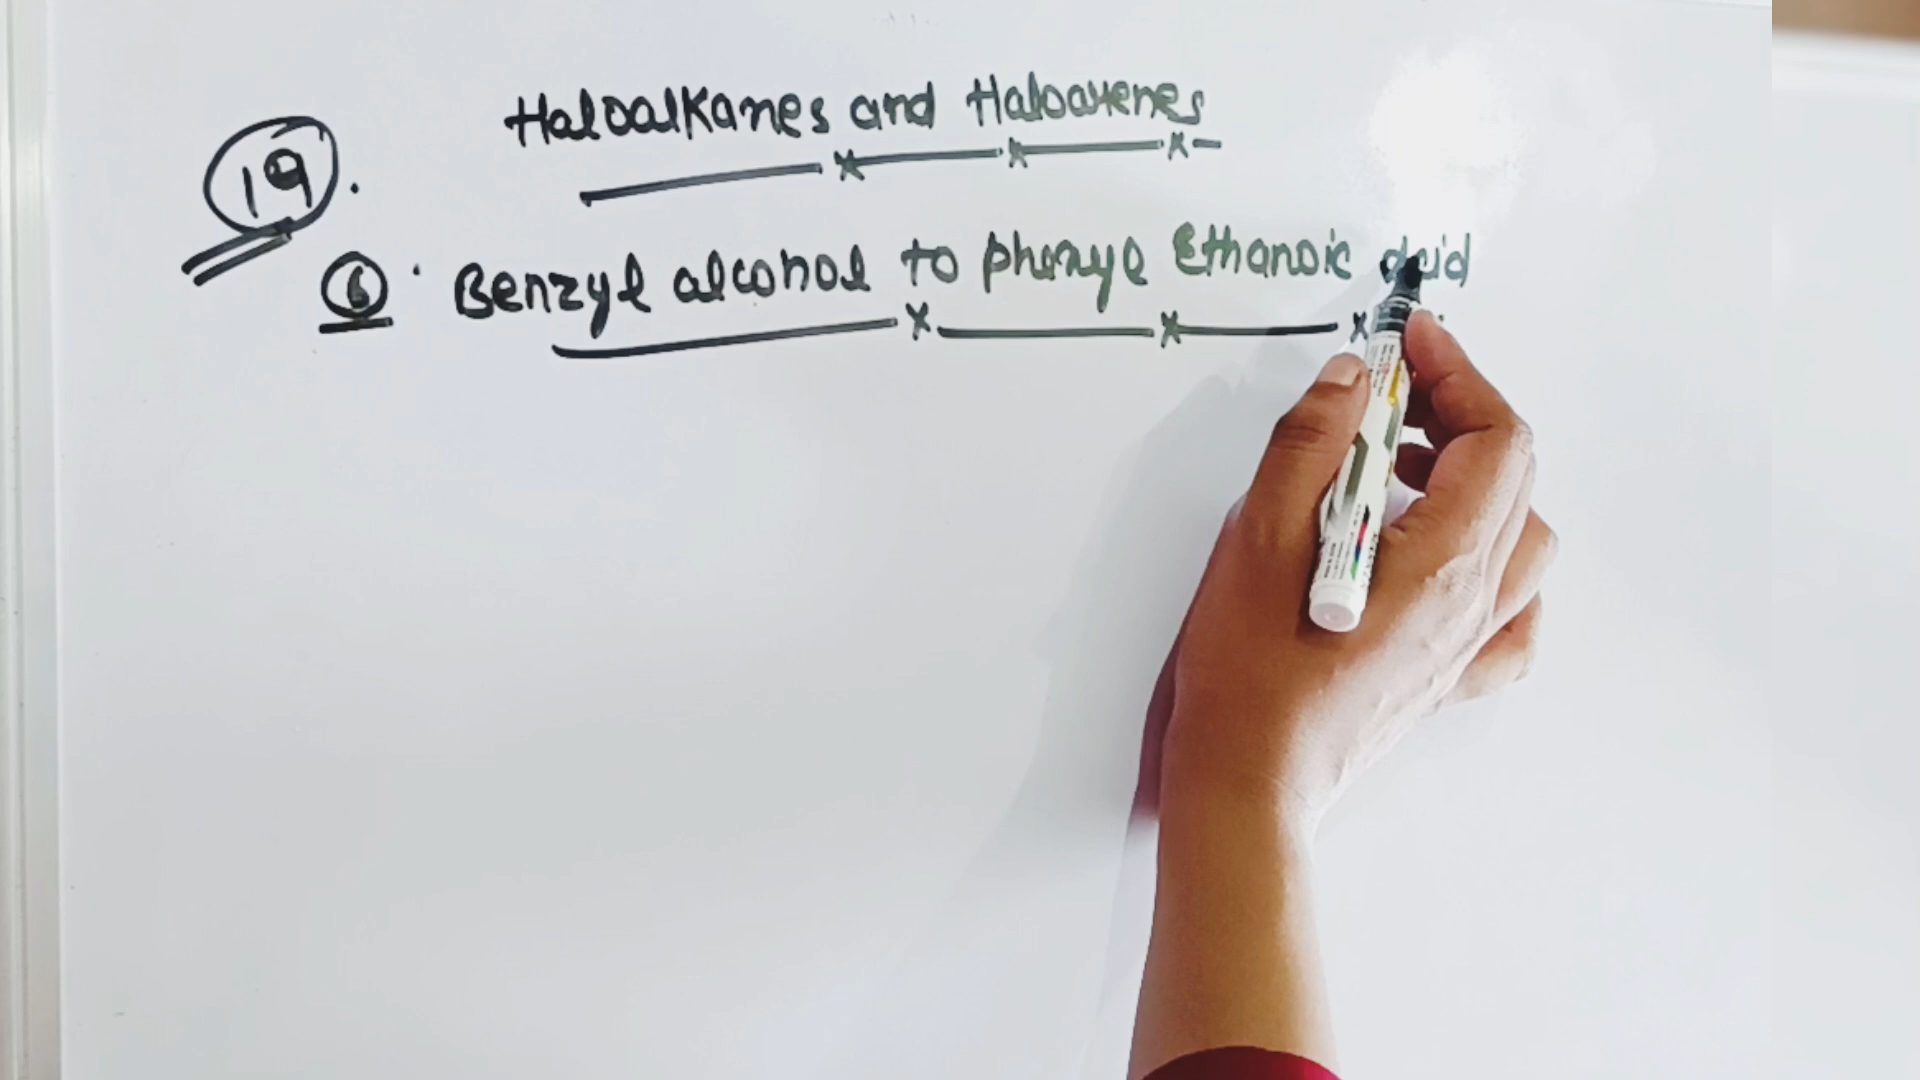 Haloalkanes and Haloarenes
19.
6. Benzyl alcohol to phenyl Ethanoic acid